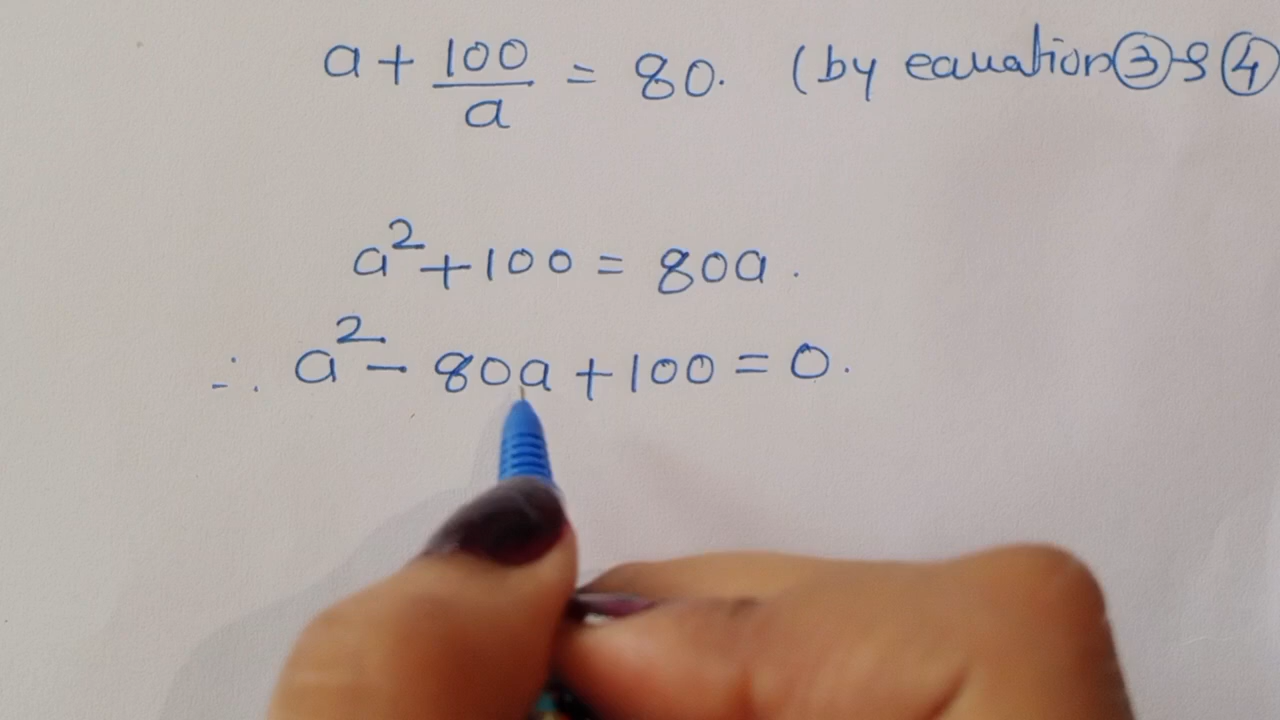 a + 100/a = 80. (by equation ③ & ④
a² + 100 = 80a.
∴ a² - 80a + 100 = 0.